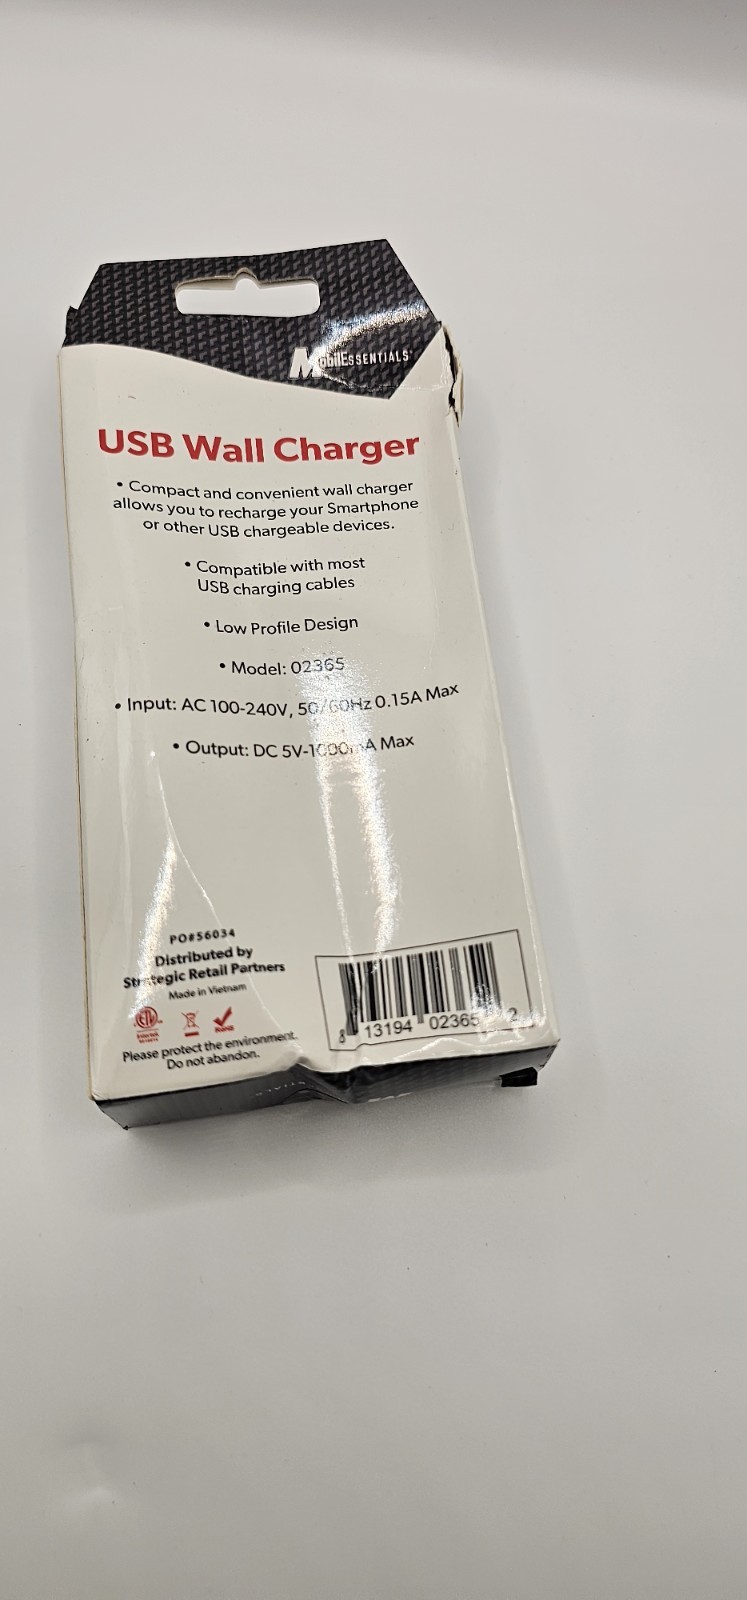 MobilESSENTIALS
USB Wall Charger
• Compact and convenient wall charger
allows you to recharge your Smartphone
or other USB chargeable devices.
• Compatible with most
USB charging cables
• Low Profile Design
• Model: 02365
• Input: AC 100-240V, 50/60Hz 0.15A Max
• Output: DC 5V-1000mA Max
PO#56034
Distributed by
Strategic Retail Partners
Made in Vietnam
Please protect the environment.
Do not abandon.
8 13194 02365 2